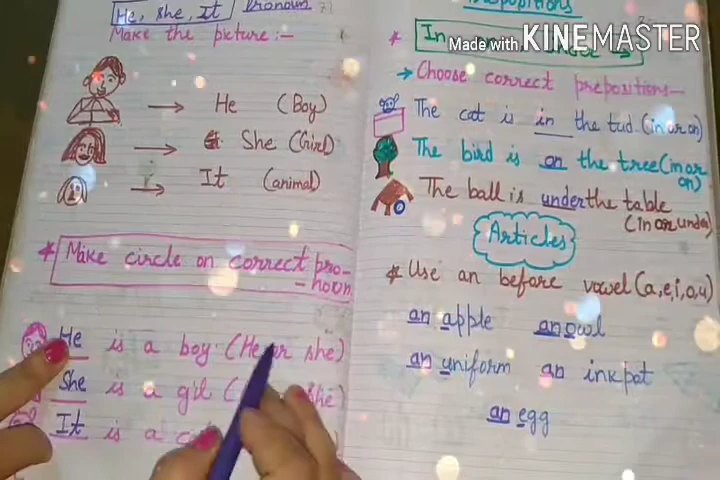 He, She, It Pronoun
Make the picture :-
He (Boy)
She (Girl)
It (animal)
* Make circle on correct pro-
- noun
He is a boy. (He or she)
She is a gil ( she)
It is a
In
Made with KINEMASTER
* Choose correct prepositions-
The cat is in the tud. (in or on)
The bird is on the tree (in or
on)
The ball is under the table
(in or under)
Articles
* Use an before vowel (a,e,i,o,u)
an apple an owl
an uniform an inkpot
an egg